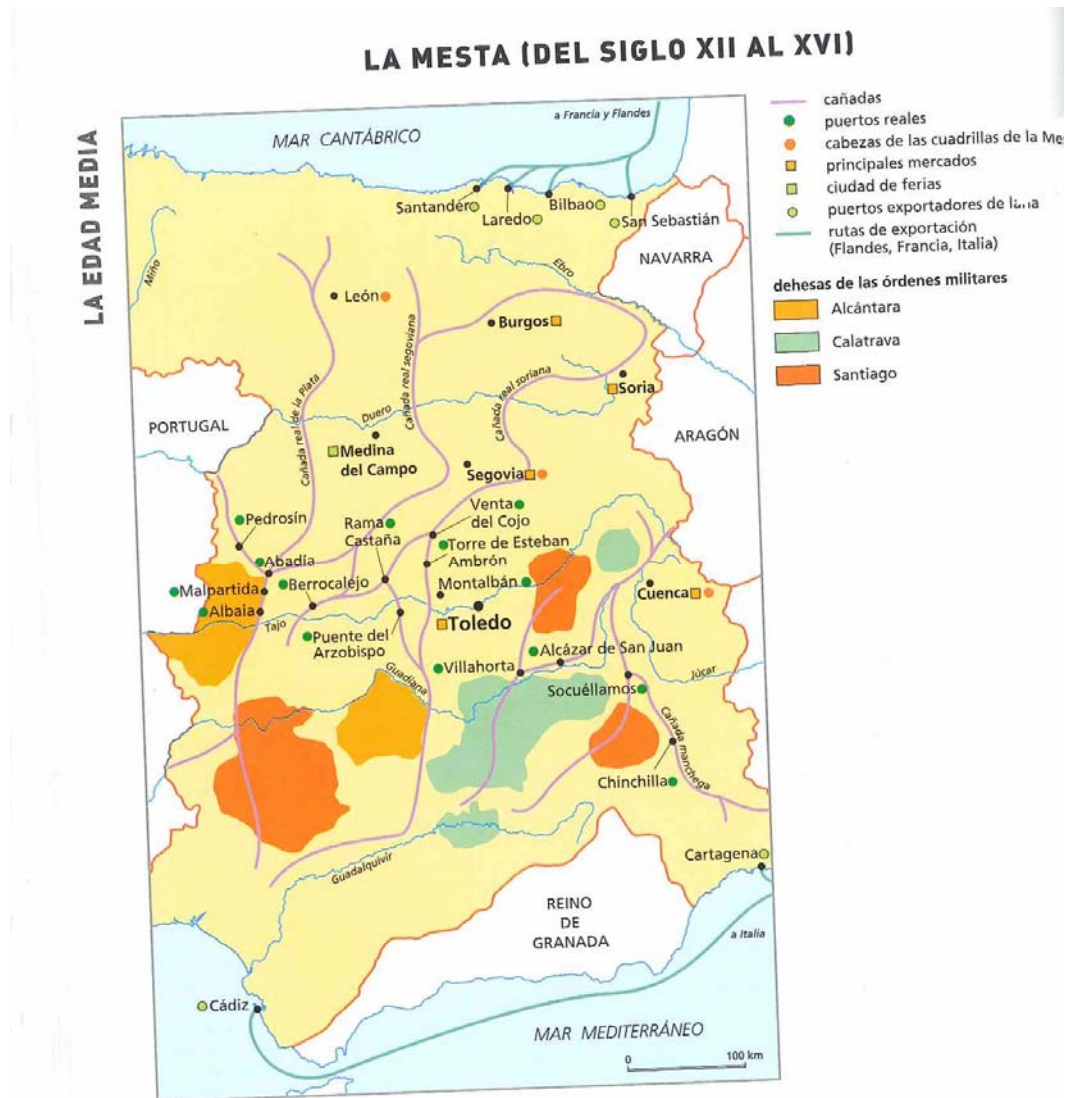 LA MESTA (DEL SIGLO XII AL XVI)
LA EDAD MEDIA
cañadas
puertos reales
cabezas de las cuadrillas de la Me
principales mercados
ciudad de ferias
puertos exportadores de lana
rutas de exportación
(Flandes, Francia, Italia)
dehesas de las órdenes militares
Alcántara
Calatrava
Santiago
a Francia y Flandes
MAR CANTÁBRICO
Santander
Laredo
Bilbao
San Sebastián
NAVARRA
Miño
Ebro
León
Burgos
Cañada real de la Plata
Cañada real segoviana
Cañada real soriana
Soria
Duero
PORTUGAL
ARAGÓN
Medina
del Campo
Segovia
Pedrosín
Rama
Castaña
Venta
del Cojo
Abadía
Torre de Esteban
Ambrón
Malpartida
Berrocalejo
Montalbán
Cuenca
Albaia
Tajo
Toledo
Puente del
Arzobispo
Villahorta
Alcázar de San Juan
Guadiana
Socuéllamos
Júcar
Cañada manchega
Chinchilla
Guadalquivir
Cartagena
REINO
DE
GRANADA
a Italia
Cádiz
MAR MEDITERRÁNEO
0
100 km